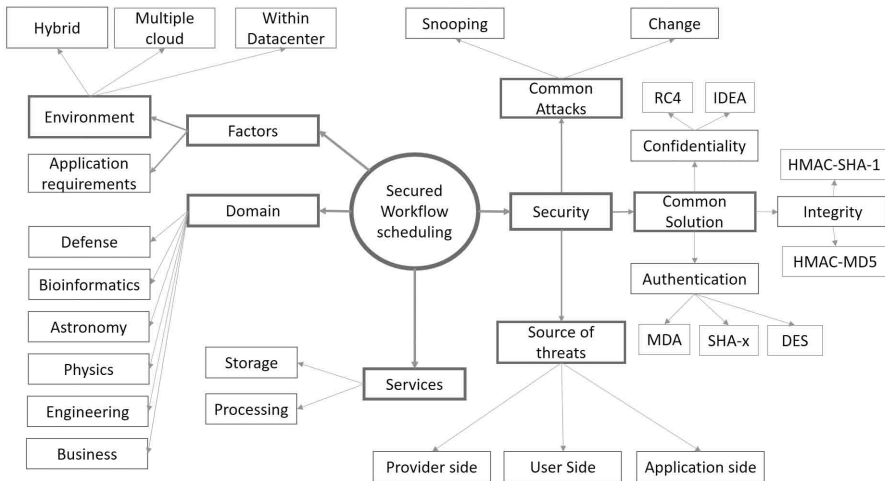 Hybrid
Multiple
cloud
Within
Datacenter
Snooping
Change
Environment
Factors
Common
Attacks
RC4
IDEA
Application
requirements
Confidentiality
HMAC-SHA-1
Secured
Workflow
scheduling
Domain
Security
Common
Solution
Integrity
Defense
HMAC-MD5
Bioinformatics
Authentication
Astronomy
MDA
SHA-x
DES
Source of
threats
Physics
Storage
Services
Engineering
Processing
Business
Provider side
User Side
Application side